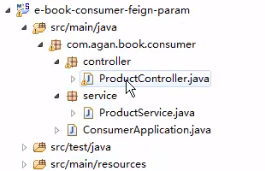 e-book-consumer-feign-param
src/main/java
com.agan.book.consumer
controller
ProductController.java
service
ProductService.java
ConsumerApplication.java
src/test/java
src/main/resources